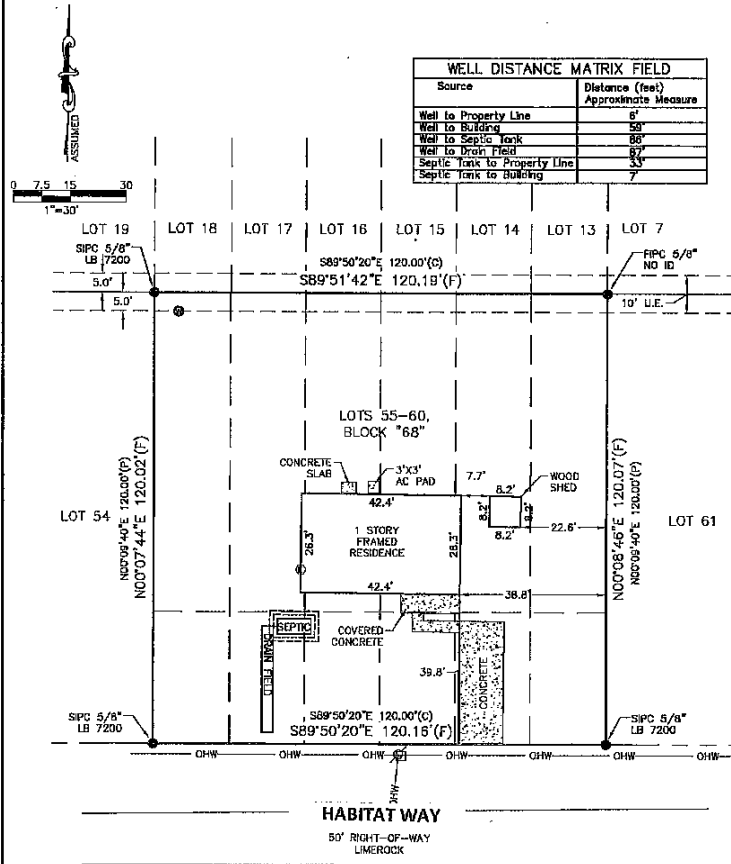 WELL DISTANCE MATRIX FIELD
Source
Distance (feet)
Approximate Measure
Well to Property Line
6'
Well to Building
59'
Well to Septic Tank
86'
Well to Drain Field
87'
Septic Tank to Property Line
33'
Septic Tank to Building
7'
ASSUMED
0 7.5 15 30
1"=30'
LOT 19
LOT 18
LOT 17
LOT 16
LOT 15
LOT 14
LOT 13
LOT 7
SIPC 5/8"
LB 7200
S89°50'20"E 120.00'(C)
S89°51'42"E 120.19'(F)
FIPC 5/8"
NO ID
5.0'
5.0'
10' U.E.
W
LOTS 55-60,
BLOCK "68"
CONCRETE
SLAB
3'X3'
AC PAD
7.7'
8.2'
WOOD
SHED
42.4'
8.2'
8.2'
8.2'
22.6'
LOT 54
N00°09'40"E 120.00'(P)
N00°07'44"E 120.02'(F)
26.3'
1 STORY
FRAMED
RESIDENCE
N00°08'46"E 120.07'(F)
N00°09'40"E 120.00'(P)
LOT 61
42.4'
38.8'
SEPTIC
COVERED
CONCRETE
DRAIN FIELD
39.8'
CONCRETE
SIPC 5/8"
LB 7200
S89°50'20"E 120.00'(C)
S89°50'20"E 120.16'(F)
SIPC 5/8"
LB 7200
OHW
OHW
OHW
OHW
OHW
OHW
OHW
OHW
HABITAT WAY
50' RIGHT-OF-WAY
LIMEROCK